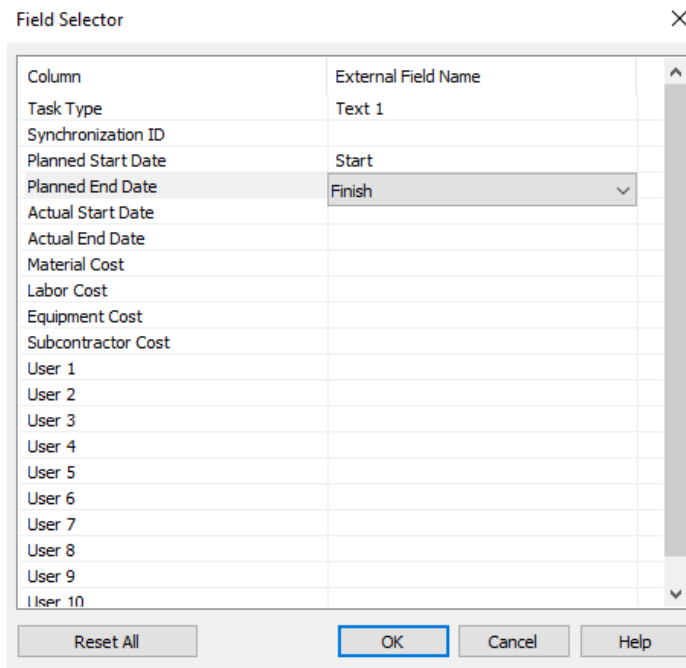 Field Selector
Column External Field Name
Task Type Text 1
Synchronization ID
Planned Start Date Start
Planned End Date Finish
Actual Start Date
Actual End Date
Material Cost
Labor Cost
Equipment Cost
Subcontractor Cost
User 1
User 2
User 3
User 4
User 5
User 6
User 7
User 8
User 9
User 10
Reset All OK Cancel Help